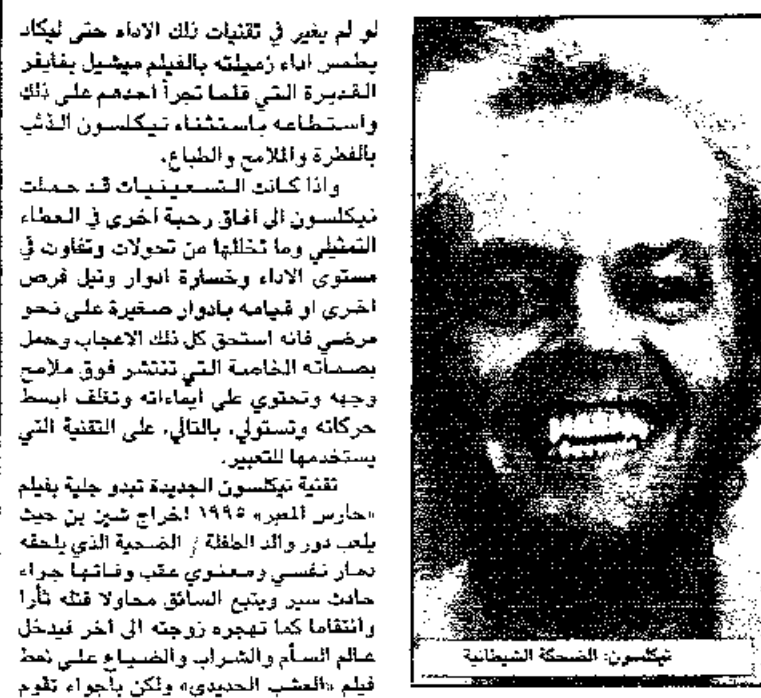 لو لم يغير في تقنيات ذلك الاداء حتى ليكاد
يطمس اداء زميلته بالفيلم ميشيل بفايفر
القديرة التي قلما تجرأ احدهم على ذلك
واستطاعه باستثناء نيكلسون الذئب
بالفطرة والملامح والطباع.
واذا كانت التسعينيات قد حملت
نيكلسون الى آفاق رحبة اخرى في العطاء
التمثيلي وما تخللها من تحولات وتفاوت في
مستوى الاداء وخسارة ادوار ونيل فرص
اخرى او قيامه بادوار صغيرة على نحو
مرضي فانه استحق كل ذلك الاعجاب وحمل
بصماته الخاصة التي تنتشر فوق ملامح
وجهه وتحتوي على ايماءاته وتغلف ابسط
حركاته وتستولي، بالتالي، على التقنية التي
يستخدمها للتعبير.
تقنية نيكلسون الجديدة تبدو جلية بفيلم
«حارس المعبر» ١٩٩٥ اخراج شين بن حيث
يلعب دور والد الطفلة / الضحية الذي يلحقه
دمار نفسي ومعنوي عقب وفاتها جراء
حادث سير ويتبع السائق محاولا قتله ثأرا
وانتقاما كما تهجره زوجته الى آخر فيدخل
عالم السأم والشراب والضياع على نمط
فيلم «العشب الحديدي» ولكن بأجواء تقوم
نيكلسون: الضحكة الشيطانية